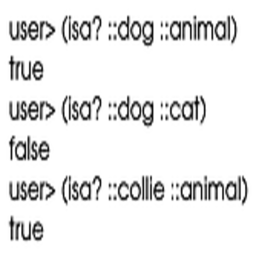 user> (isa? ::dog ::animal)
true
user> (isa? ::dog ::cat)
false
user> (isa? ::collie ::animal)
true